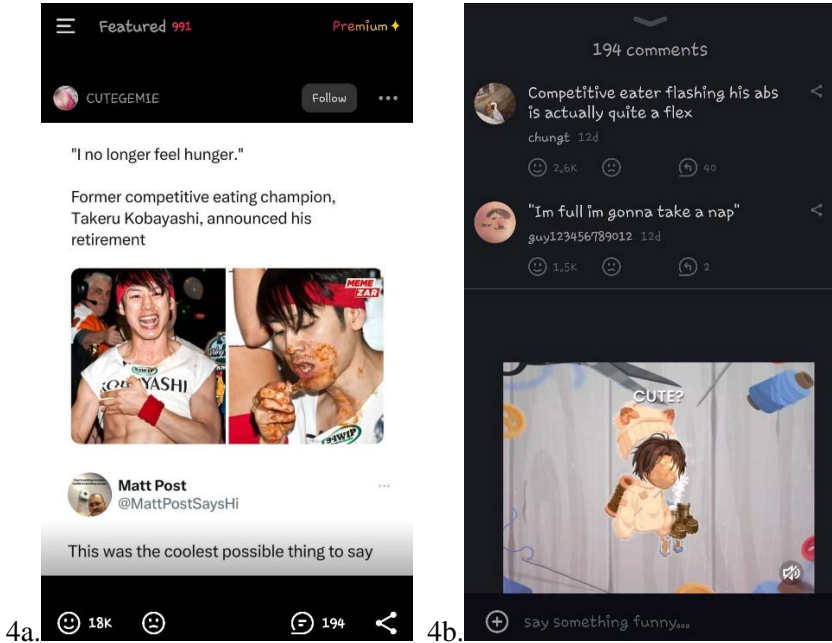 Featured 991
Premium
CUTEGEMIE
Follow
"I no longer feel hunger."
Former competitive eating champion,
Takeru Kobayashi, announced his
retirement
MEME
ZAR
KOBAYASHI
94WIP
Matt Post
@MattPostSaysHi
This was the coolest possible thing to say
18K
194
4a.
194 comments
Competitive eater flashing his abs
is actually quite a flex
chungt 12d
2,6K
40
"Im full im gonna take a nap"
guy123456789012 12d
1,5K
2
CUTE?
say something funny...
4b.